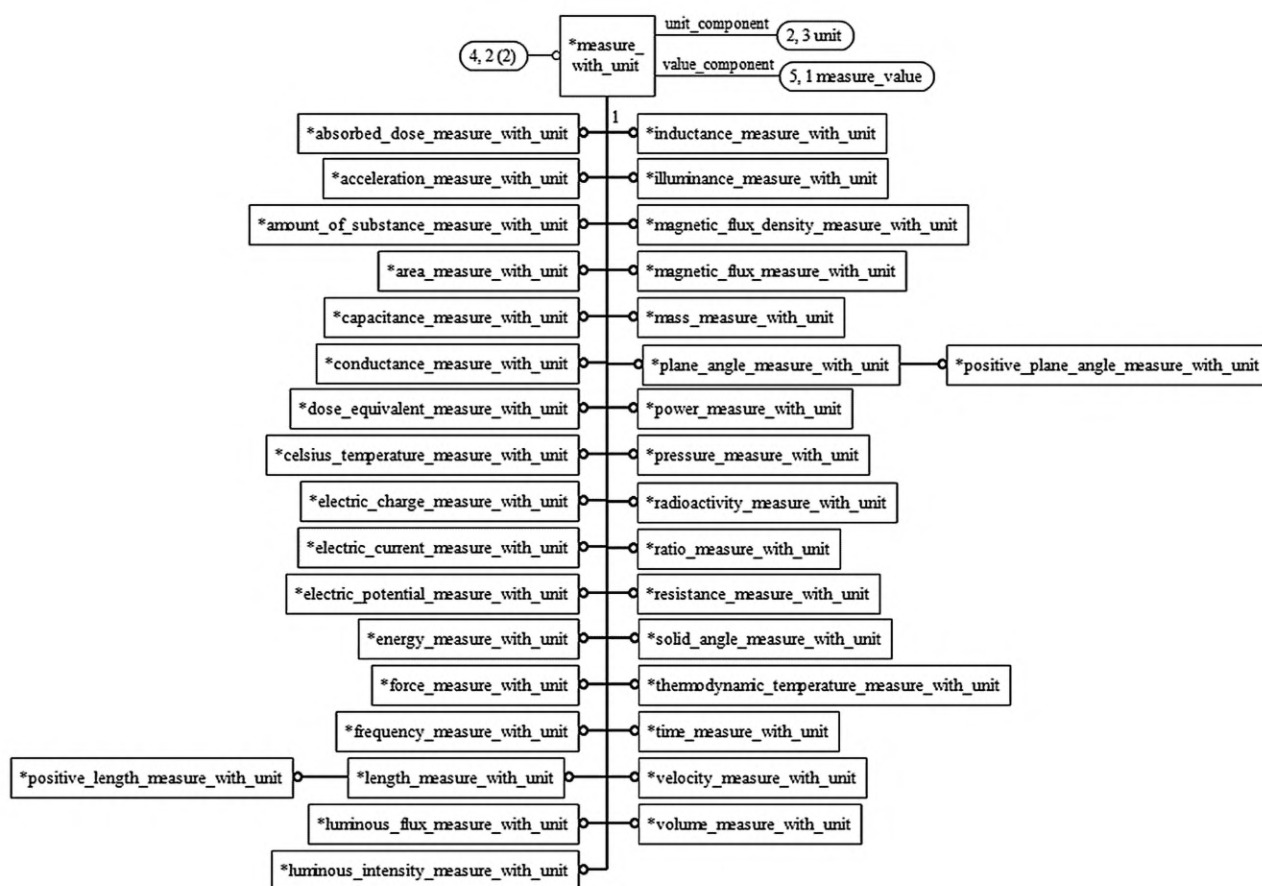 unit_component
*measure_
with_unit
4, 2 (2)
2, 3 unit
value_component
5, 1 measure_value
1
*absorbed_dose_measure_with_unit
*inductance_measure_with_unit
*acceleration_measure_with_unit
*illuminance_measure_with_unit
*amount_of_substance_measure_with_unit
*magnetic_flux_density_measure_with_unit
*area_measure_with_unit
*magnetic_flux_measure_with_unit
*capacitance_measure_with_unit
*mass_measure_with_unit
*conductance_measure_with_unit
*plane_angle_measure_with_unit
*positive_plane_angle_measure_with_unit
*dose_equivalent_measure_with_unit
*power_measure_with_unit
*celsius_temperature_measure_with_unit
*pressure_measure_with_unit
*electric_charge_measure_with_unit
*radioactivity_measure_with_unit
*electric_current_measure_with_unit
*ratio_measure_with_unit
*electric_potential_measure_with_unit
*resistance_measure_with_unit
*energy_measure_with_unit
*solid_angle_measure_with_unit
*force_measure_with_unit
*thermodynamic_temperature_measure_with_unit
*frequency_measure_with_unit
*time_measure_with_unit
*positive_length_measure_with_unit
*length_measure_with_unit
*velocity_measure_with_unit
*luminous_flux_measure_with_unit
*volume_measure_with_unit
*luminous_intensity_measure_with_unit